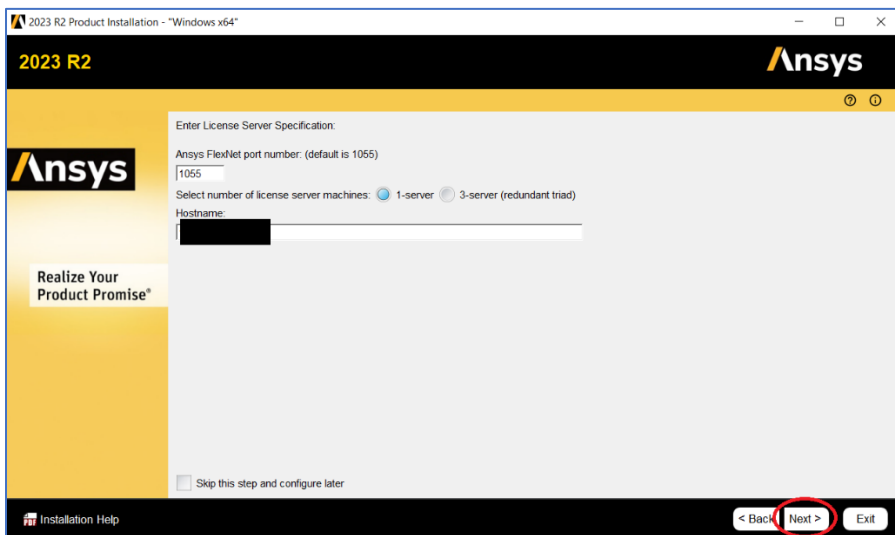 2023 R2 Product Installation - "Windows x64"
2023 R2
Ansys
Enter License Server Specification:
Ansys FlexNet port number: (default is 1055)
1055
Select number of license server machines: 1-server 3-server (redundant triad)
Hostname:
Ansys
Realize Your
Product Promise®
Skip this step and configure later
PDF Installation Help
< Back Next > Exit